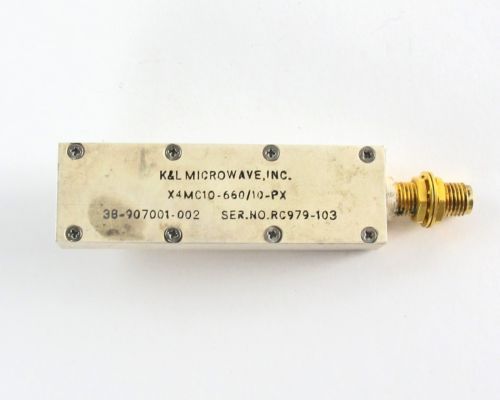 K&L MICROWAVE, INC.
X4MC10-660/10-PX
38-907001-002 SER.NO.RC979-103